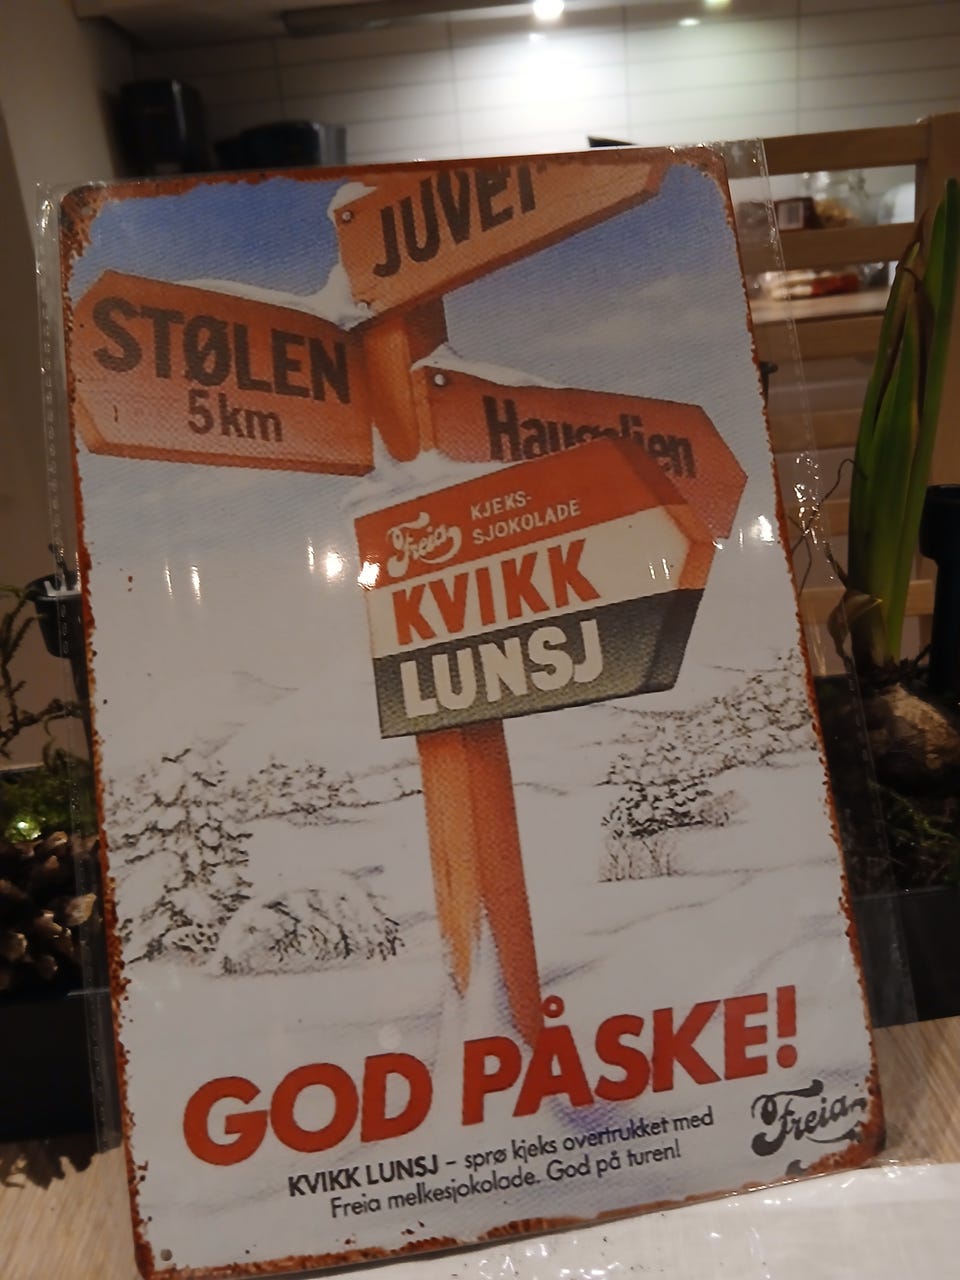 JUVET
STØLEN
5 km
Haugelien
Freia
KJEKS-
SJOKOLADE
KVIKK
LUNSJ
GOD PÅSKE!
KVIKK LUNSJ – sprø kjeks overtrukket med
Freia melkesjokolade. God på turen!
Freia